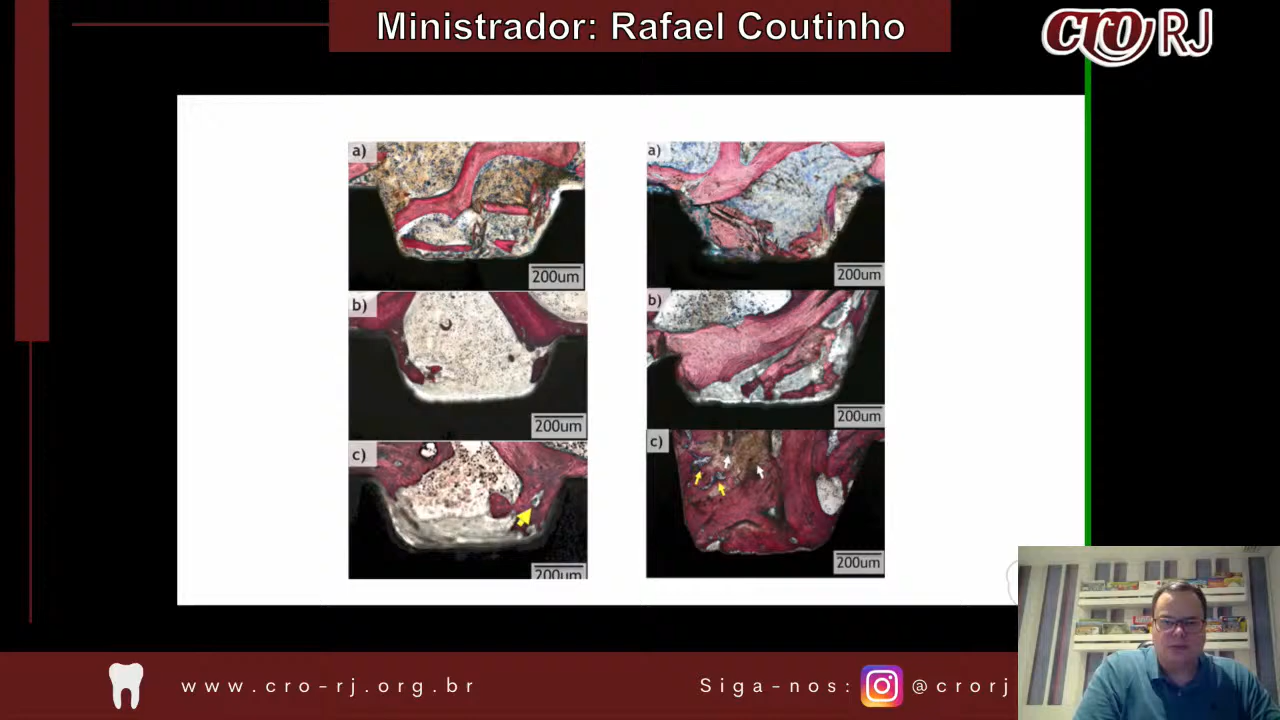 Ministrador: Rafael Coutinho
CRO RJ
a)
200um
b)
200um
c)
200um
a)
200um
b)
200um
c)
200um
www.cro-rj.org.br
Siga-nos:
@crorj